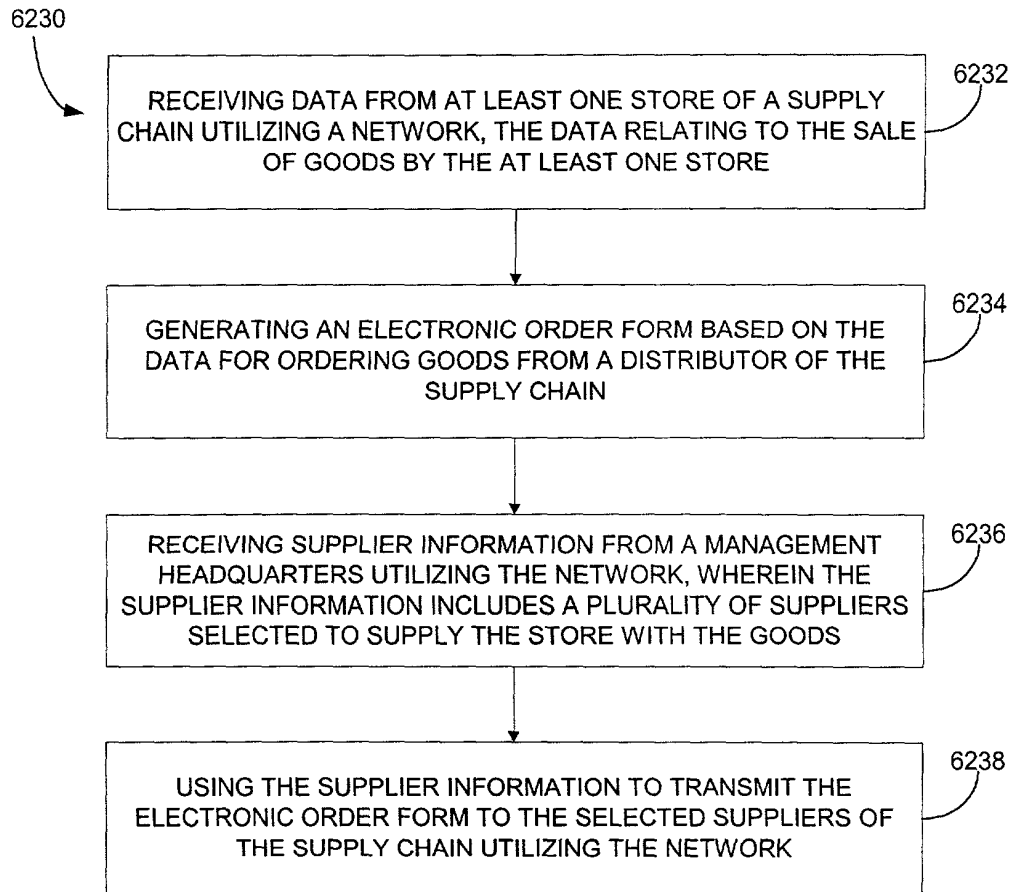 6230
6232
RECEIVING DATA FROM AT LEAST ONE STORE OF A SUPPLY
CHAIN UTILIZING A NETWORK, THE DATA RELATING TO THE SALE
OF GOODS BY THE AT LEAST ONE STORE
6234
GENERATING AN ELECTRONIC ORDER FORM BASED ON THE
DATA FOR ORDERING GOODS FROM A DISTRIBUTOR OF THE
SUPPLY CHAIN
6236
RECEIVING SUPPLIER INFORMATION FROM A MANAGEMENT
HEADQUARTERS UTILIZING THE NETWORK, WHEREIN THE
SUPPLIER INFORMATION INCLUDES A PLURALITY OF SUPPLIERS
SELECTED TO SUPPLY THE STORE WITH THE GOODS
6238
USING THE SUPPLIER INFORMATION TO TRANSMIT THE
ELECTRONIC ORDER FORM TO THE SELECTED SUPPLIERS OF
THE SUPPLY CHAIN UTILIZING THE NETWORK